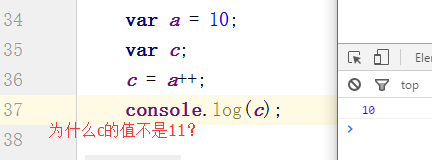 34 var a = 10;
35 var c;
36 c = a++;
37 console.log(c);
38 为什么c的值不是11？
Ele
top
10